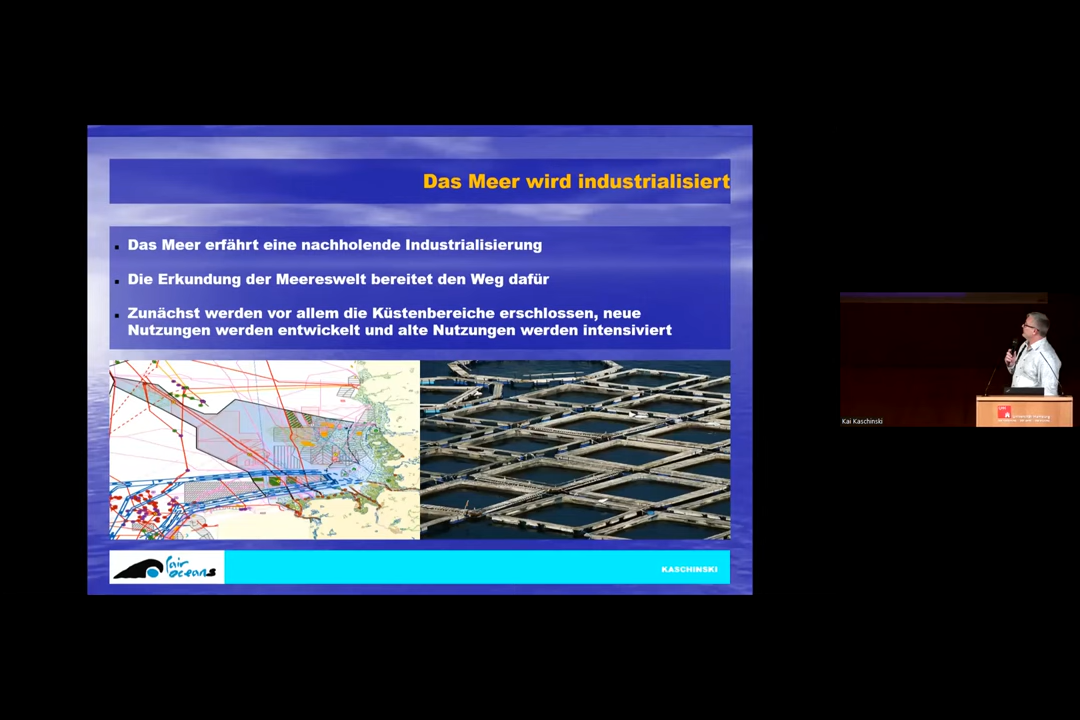 Das Meer wird industrialisiert
Das Meer erfährt eine nachholende Industrialisierung
Die Erkundung der Meereswelt bereitet den Weg dafür
Zunächst werden vor allem die Küstenbereiche erschlossen, neue
Nutzungen werden entwickelt und alte Nutzungen werden intensiviert
fair
oceans
KASCHINSKI
Kai Kaschinski
Universität Hamburg